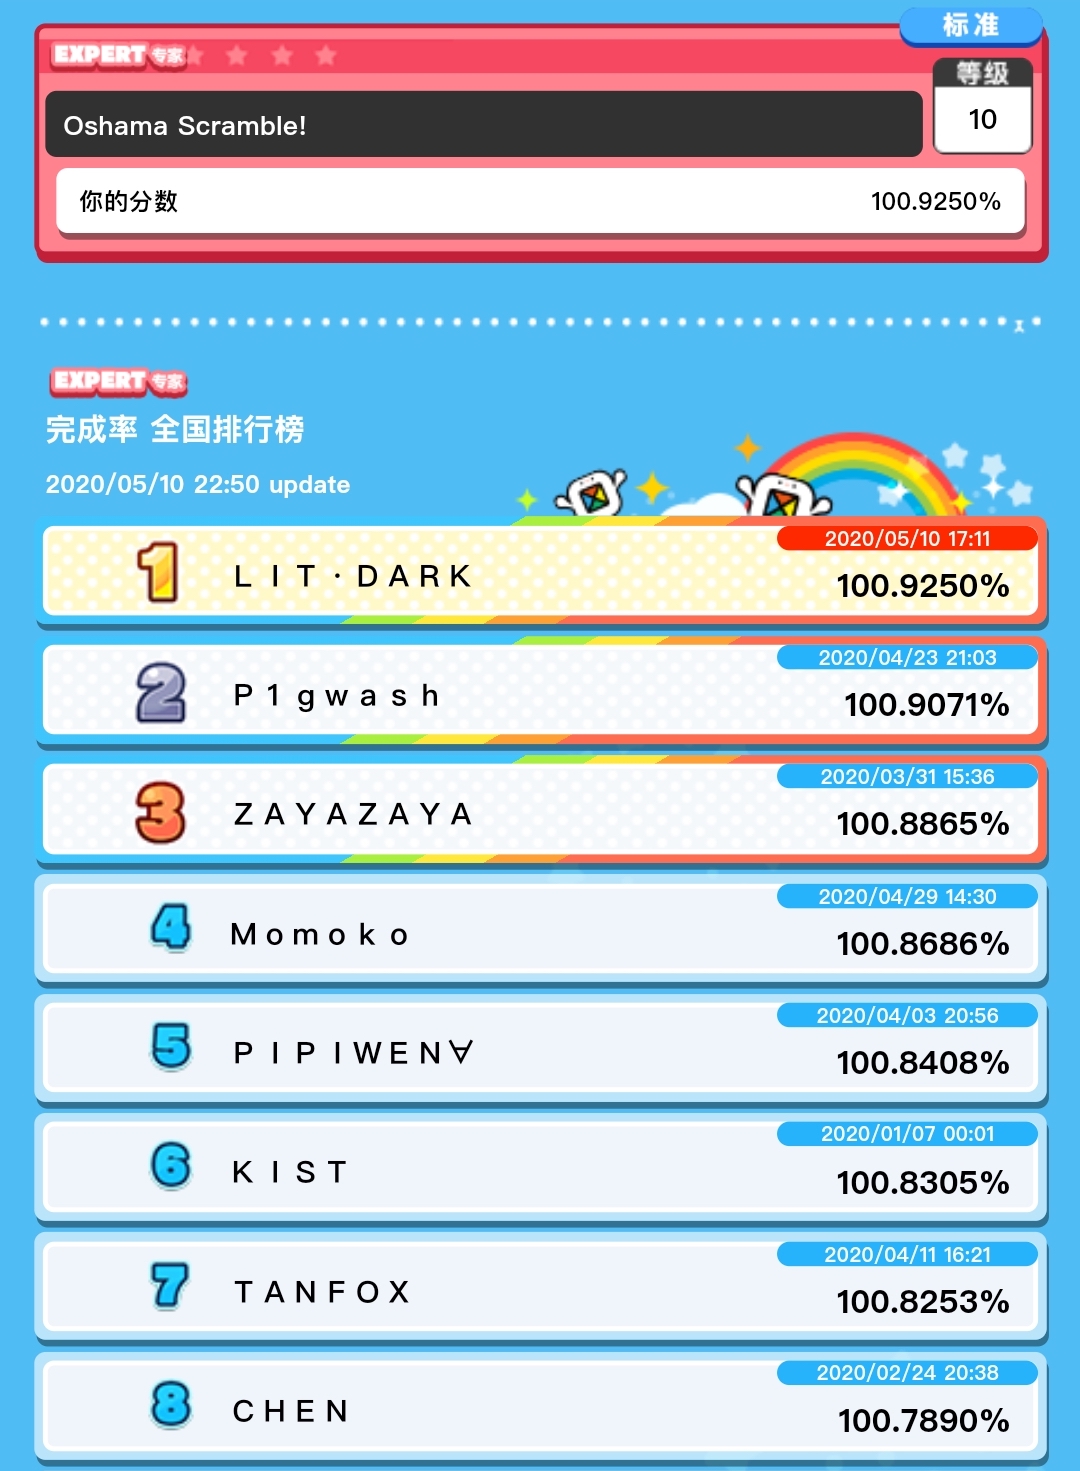 标准
EXPERT 专家
等级
Oshama Scramble!
10
你的分数 100.9250%
EXPERT 专家
完成率 全国排行榜
2020/05/10 22:50 update
2020/05/10 17:11
1 LIT·DARK 100.9250%
2020/04/23 21:03
2 P1gwash 100.9071%
2020/03/31 15:36
3 ZAYAZAYA 100.8865%
2020/04/29 14:30
4 Momoko 100.8686%
2020/04/03 20:56
5 PIPIWEN∀ 100.8408%
2020/01/07 00:01
6 KIST 100.8305%
2020/04/11 16:21
7 TANFOX 100.8253%
2020/02/24 20:38
8 CHEN 100.7890%